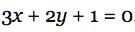 3x + 2y + 1 = 0